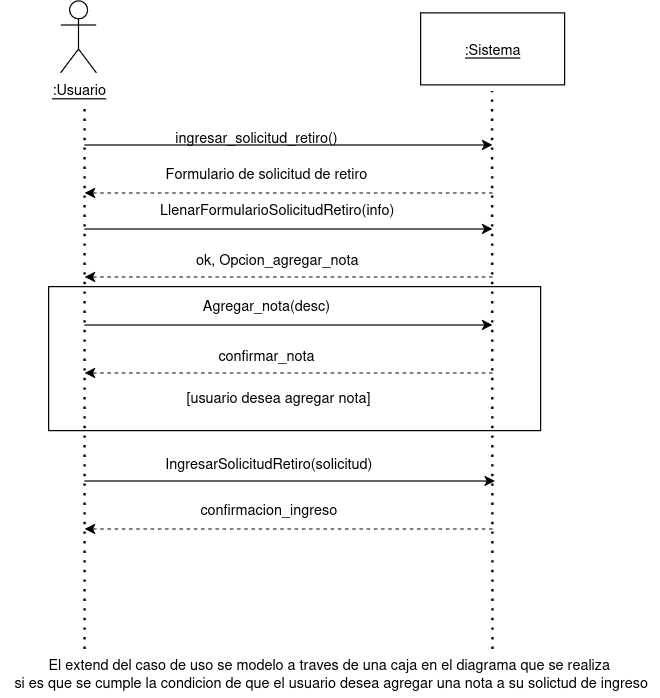 :Sistema
:Usuario
ingresar_solicitud_retiro()
Formulario de solicitud de retiro
LlenarFormularioSolicitudRetiro(info)
ok, Opcion_agregar_nota
Agregar_nota(desc)
confirmar_nota
[usuario desea agregar nota]
IngresarSolicitudRetiro(solicitud)
confirmacion_ingreso
El extend del caso de uso se modelo a traves de una caja en el diagrama que se realiza
si es que se cumple la condicion de que el usuario desea agregar una nota a su solictud de ingreso